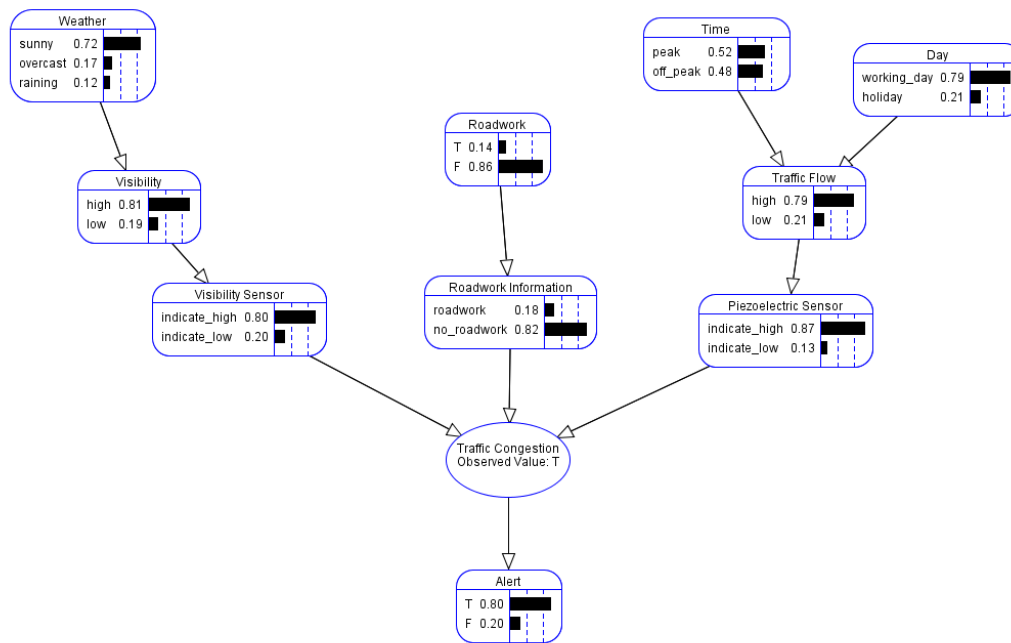 Weather
sunny 0.72
overcast 0.17
raining 0.12
Time
peak 0.52
off_peak 0.48
Day
working_day 0.79
holiday 0.21
Roadwork
T 0.14
F 0.86
Visibility
high 0.81
low 0.19
Traffic Flow
high 0.79
low 0.21
Visibility Sensor
indicate_high 0.80
indicate_low 0.20
Roadwork Information
roadwork 0.18
no_roadwork 0.82
Piezoelectric Sensor
indicate_high 0.87
indicate_low 0.13
Traffic Congestion
Observed Value: T
Alert
T 0.80
F 0.20